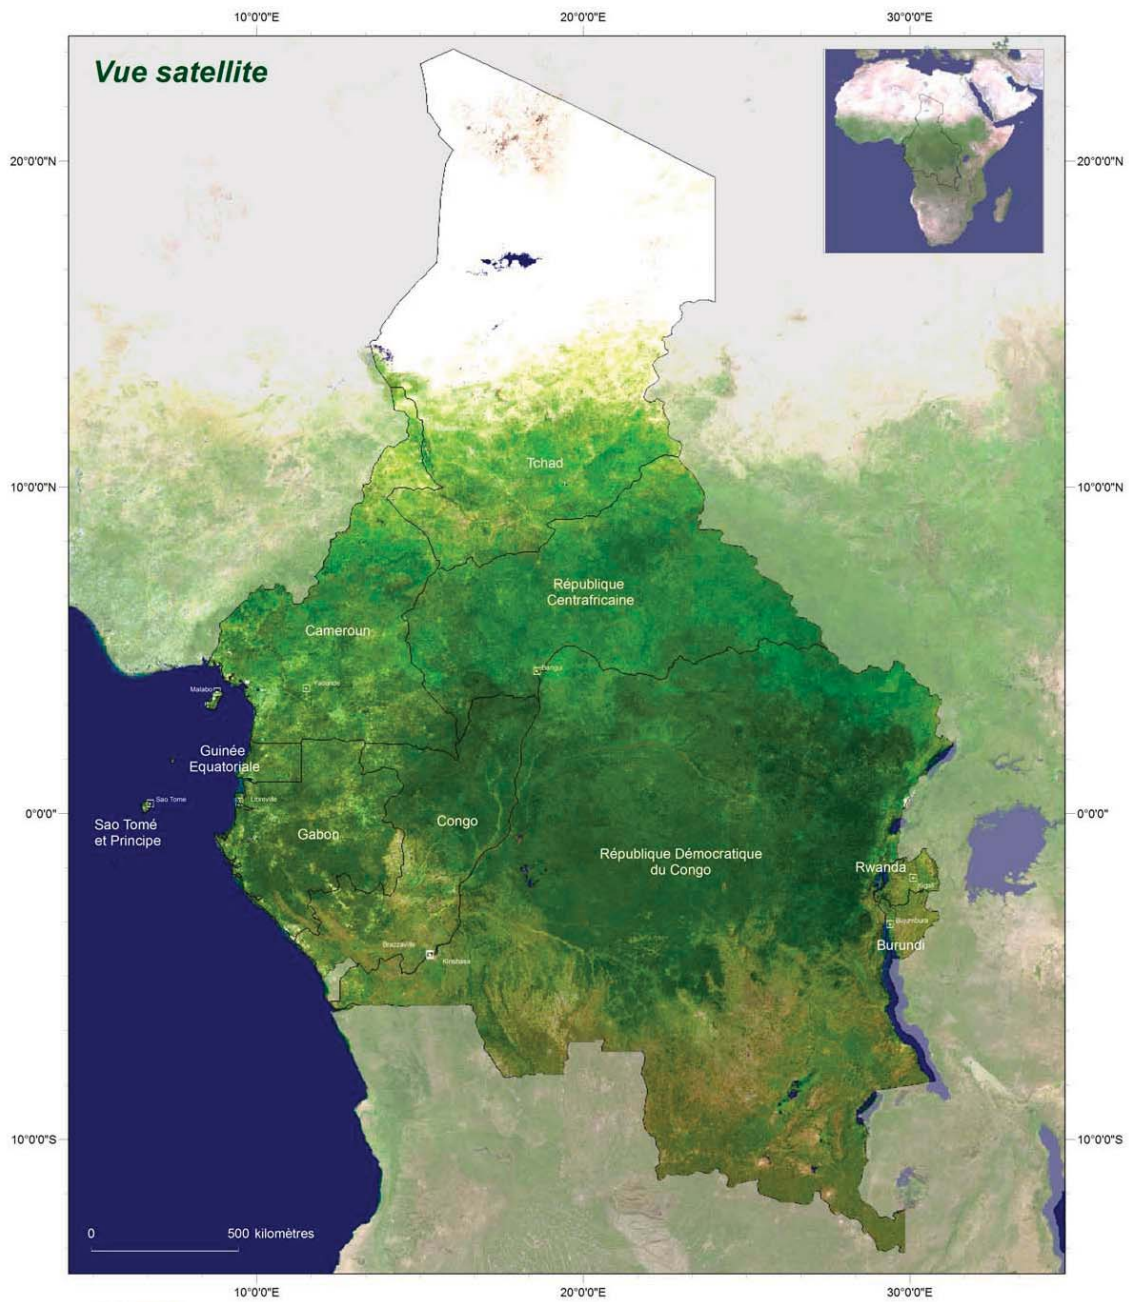 10°0'0"E 20°0'0"E 30°0'0"E
Vue satellite
20°0'0"N 20°0'0"N
10°0'0"N 10°0'0"N
Tchad
République
Centrafricaine
Cameroun
Bangui
Yaoundé
Malabo
Guinée
Equatoriale
Sao Tome
Libreville
0°0'0" 0°0'0"
Sao Tomé
et Principe
Gabon
Congo
République Démocratique
du Congo
Rwanda
Kigali
Bujumbura
Burundi
Brazzaville
Kinshasa
10°0'0"S 10°0'0"S
0 500 kilomètres
10°0'0"E 20°0'0"E 30°0'0"E